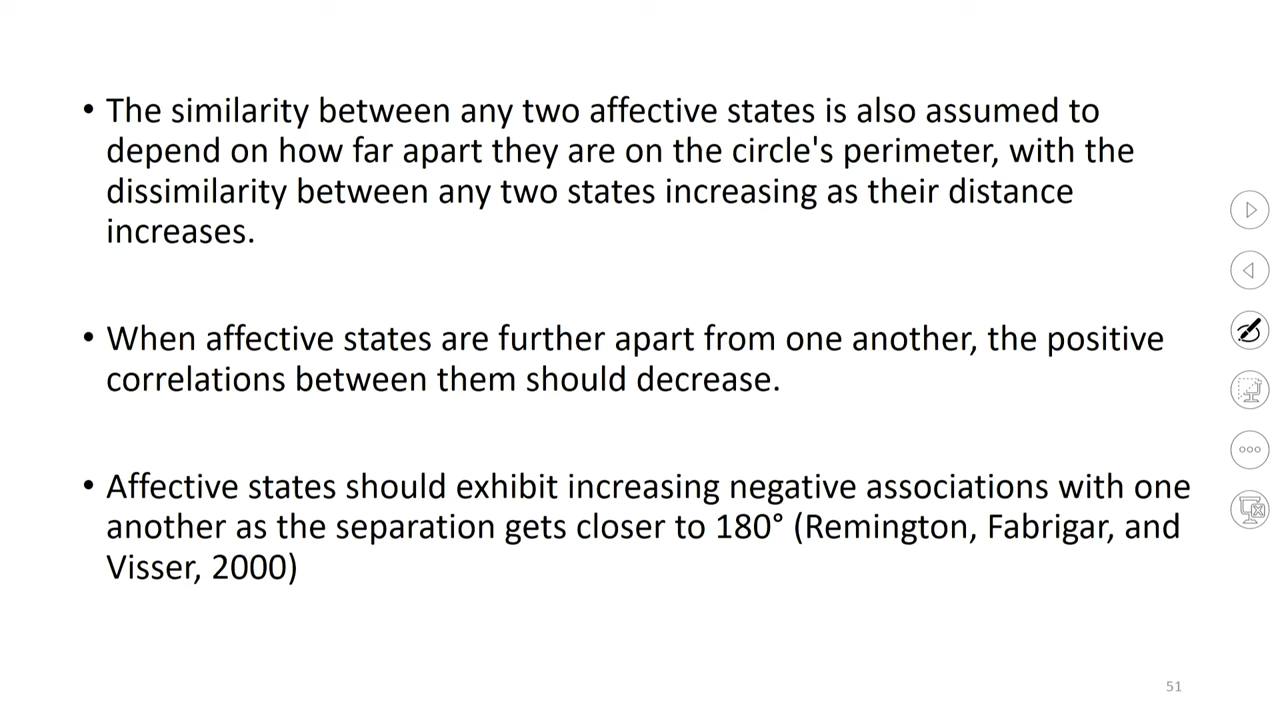 • The similarity between any two affective states is also assumed to
depend on how far apart they are on the circle's perimeter, with the
dissimilarity between any two states increasing as their distance
increases.
• When affective states are further apart from one another, the positive
correlations between them should decrease.
• Affective states should exhibit increasing negative associations with one
another as the separation gets closer to 180° (Remington, Fabrigar, and
Visser, 2000)
51